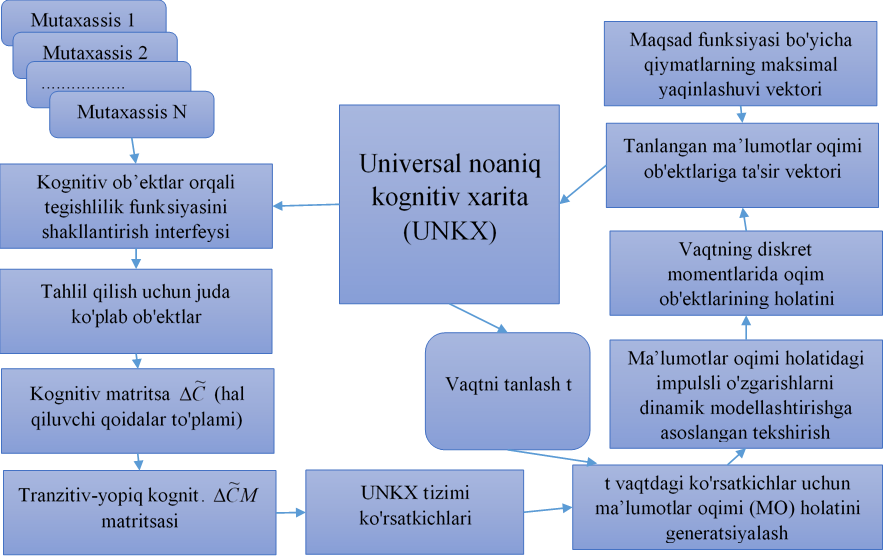 Mutaxassis 1
Mutaxassis 2
.................
Mutaxassis N
Kognitiv ob’ektlar orqali
tegishlilik funksiyasini
shakllantirish interfeysi
Tahlil qilish uchun juda
ko'plab ob'ektlar
Kognitiv matritsa ΔC̃ (hal
qiluvchi qoidalar to'plami)
Tranzitiv-yopiq kognit. ΔC̃M
matritsasi
UNKX tizimi
ko'rsatkichlari
Universal noaniq
kognitiv xarita
(UNKX)
Vaqtni tanlash t
Maqsad funksiyasi bo'yicha
qiymatlarning maksimal
yaqinlashuvi vektori
Tanlangan ma’lumotlar oqimi
ob'ektlariga ta'sir vektori
Vaqtning diskret
momentlarida oqim
ob'ektlarining holatini
Ma’lumotlar oqimi holatidagi
impulsli o'zgarishlarni
dinamik modellashtirishga
asoslangan tekshirish
t vaqtdagi ko'rsatkichlar uchun
ma’lumotlar oqimi (MO) holatini
generatsiyalash